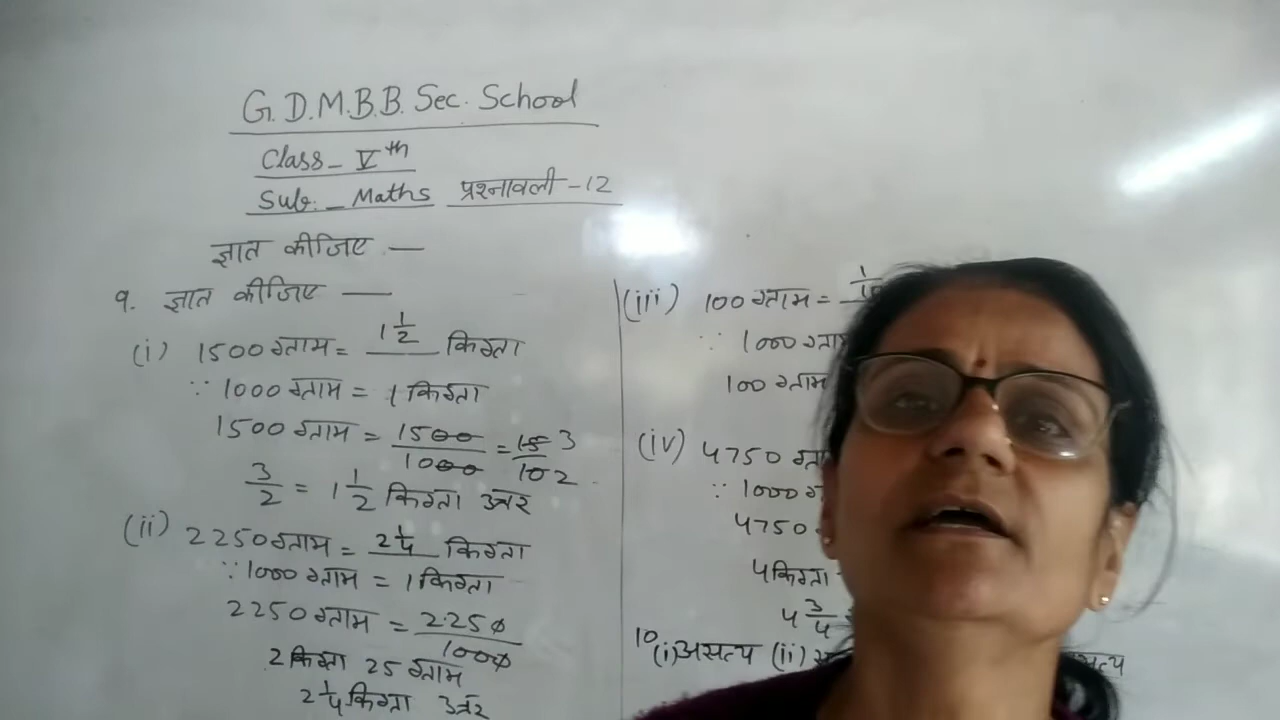 G.D.M.B.B. Sec. School
Class - Vth
Sub: - Maths प्रश्नावली - 12
ज्ञात कीजिए -
9. ज्ञात कीजिए -
(i) 1500 ग्राम = 1 1/2 किग्रा
∵ 1000 ग्राम = 1 किग्रा
1500 ग्राम = 1500/1000 = 15/10 3/2
3/2 = 1 1/2 किग्रा उत्तर
(ii) 2250 ग्राम = 2 1/4 किग्रा
∵ 1000 ग्राम = 1 किग्रा
2250 ग्राम = 2250/1000
2 किग्रा 25 ग्राम
2 1/4 किग्रा उत्तर
(iii) 100 ग्राम =
∵ 1000
100 ग्राम
(iv) 4750
∵ 1000
4750
4 किग्रा
4 3/4
10 (i) असत्य (ii)